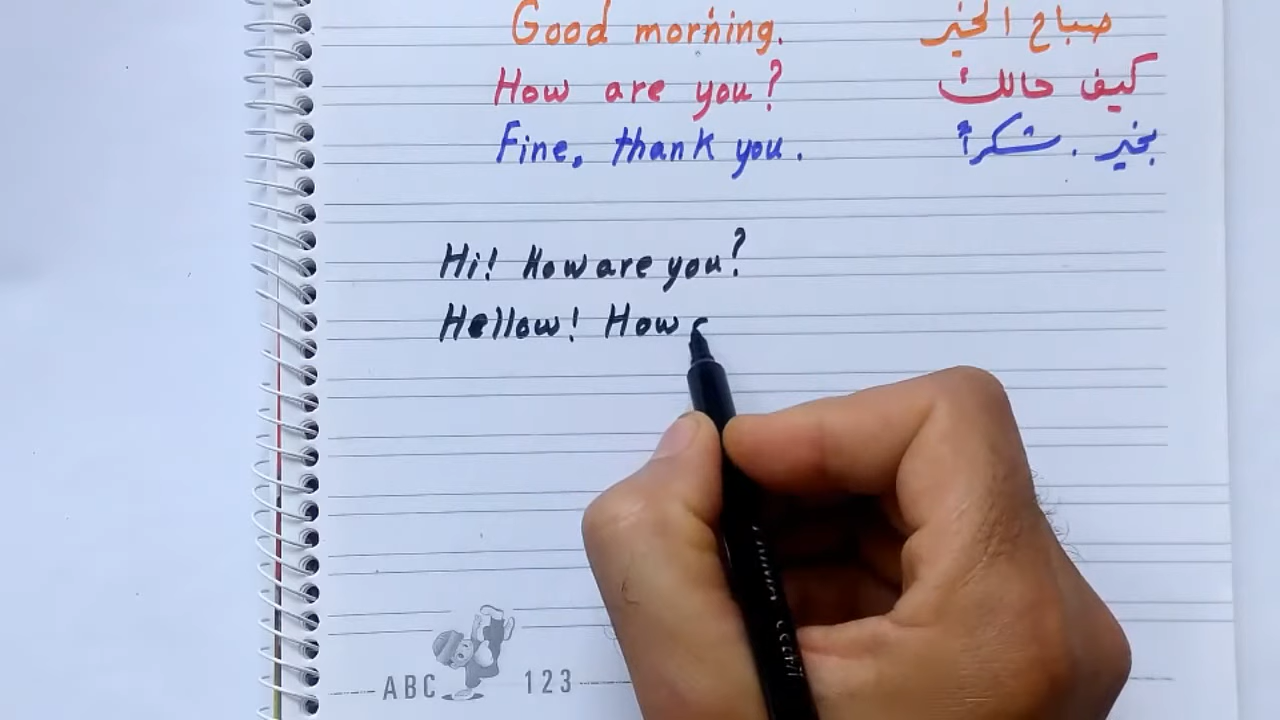 Good morning. صباح الخير
How are you? كيف حالك
Fine, thank you. بخير . شكراً
Hi! How are you?
Hellow! How
ABC 123